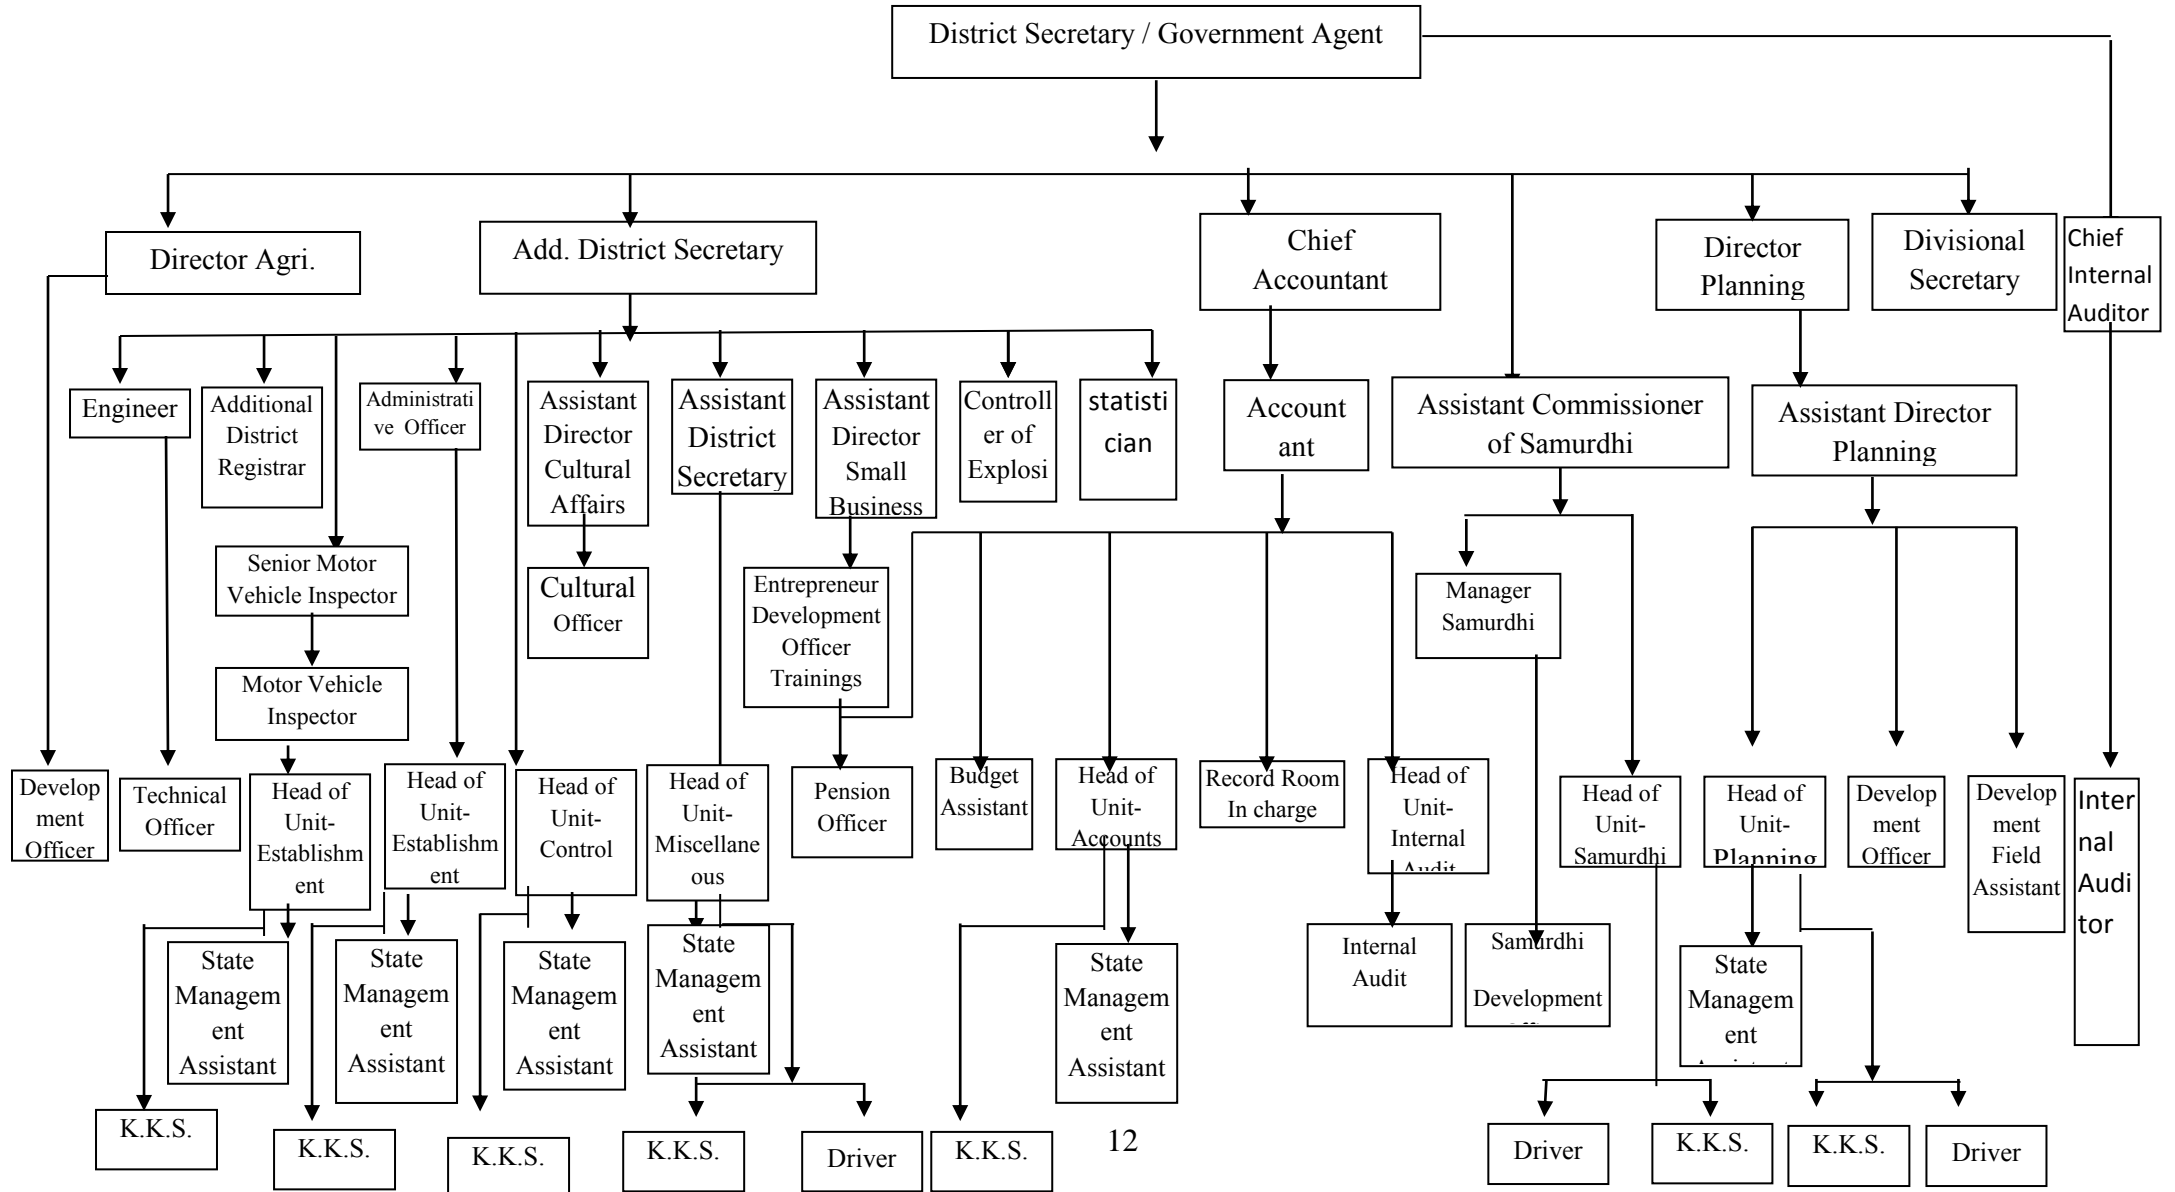 District Secretary / Government Agent
Director Agri.
Add. District Secretary
Chief
Accountant
Director
Planning
Divisional
Secretary
Chief
Internal
Auditor
Engineer
Additional
District
Registrar
Administrati
ve Officer
Assistant
Director
Cultural
Affairs
Assistant
District
Secretary
Assistant
Director
Small
Business
Controll
er of
Explosi
statisti
cian
Account
ant
Assistant Commissioner
of Samurdhi
Assistant Director
Planning
Senior Motor
Vehicle Inspector
Cultural
Officer
Entrepreneur
Development
Officer
Trainings
Manager
Samurdhi
Motor Vehicle
Inspector
Develop
ment
Officer
Technical
Officer
Head of
Unit-
Establishm
ent
Head of
Unit-
Establishm
ent
Head of
Unit-
Control
Head of
Unit-
Miscellane
ous
Pension
Officer
Budget
Assistant
Head of
Unit-
Accounts
Record Room
In charge
Head of
Unit-
Internal
Audit
Head of
Unit-
Samurdhi
Head of
Unit-
Planning
Develop
ment
Officer
Develop
ment
Field
Assistant
Inter
nal
Audi
tor
State
Managem
ent
Assistant
State
Managem
ent
Assistant
State
Managem
ent
Assistant
State
Managem
ent
Assistant
State
Managem
ent
Assistant
Internal
Audit
Samurdhi
Development
State
Managem
ent
K.K.S.
K.K.S.
K.K.S.
K.K.S.
Driver
K.K.S.
12
Driver
K.K.S.
K.K.S.
Driver